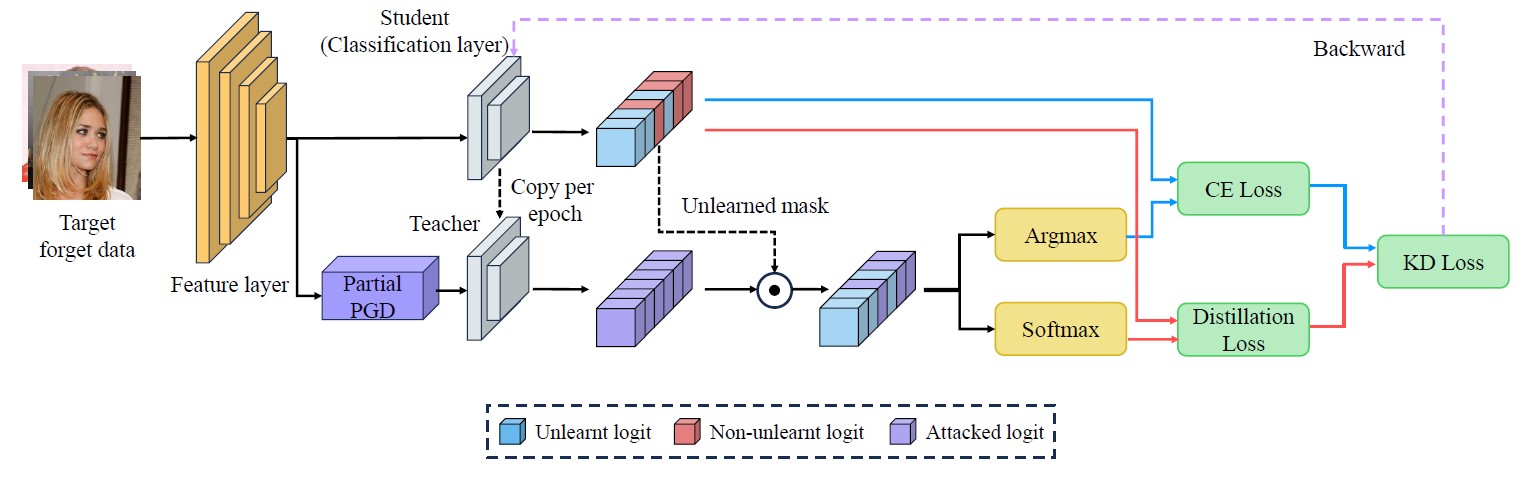 Student
(Classification layer)
Backward
Copy per
epoch
Unlearned mask
CE Loss
Target
forget data
Teacher
Argmax
KD Loss
Feature layer
Partial
PGD
Softmax
Distillation
Loss
Unlearnt logit
Non-unlearnt logit
Attacked logit